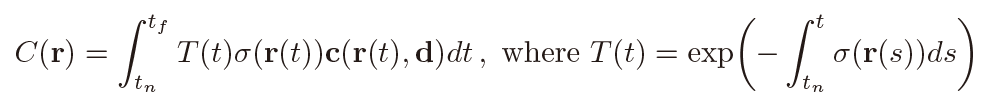 C(r) = ∫_{t_n}^{t_f} T(t)σ(r(t))c(r(t), d)dt , where T(t) = exp(−∫_{t_n}^{t} σ(r(s))ds)